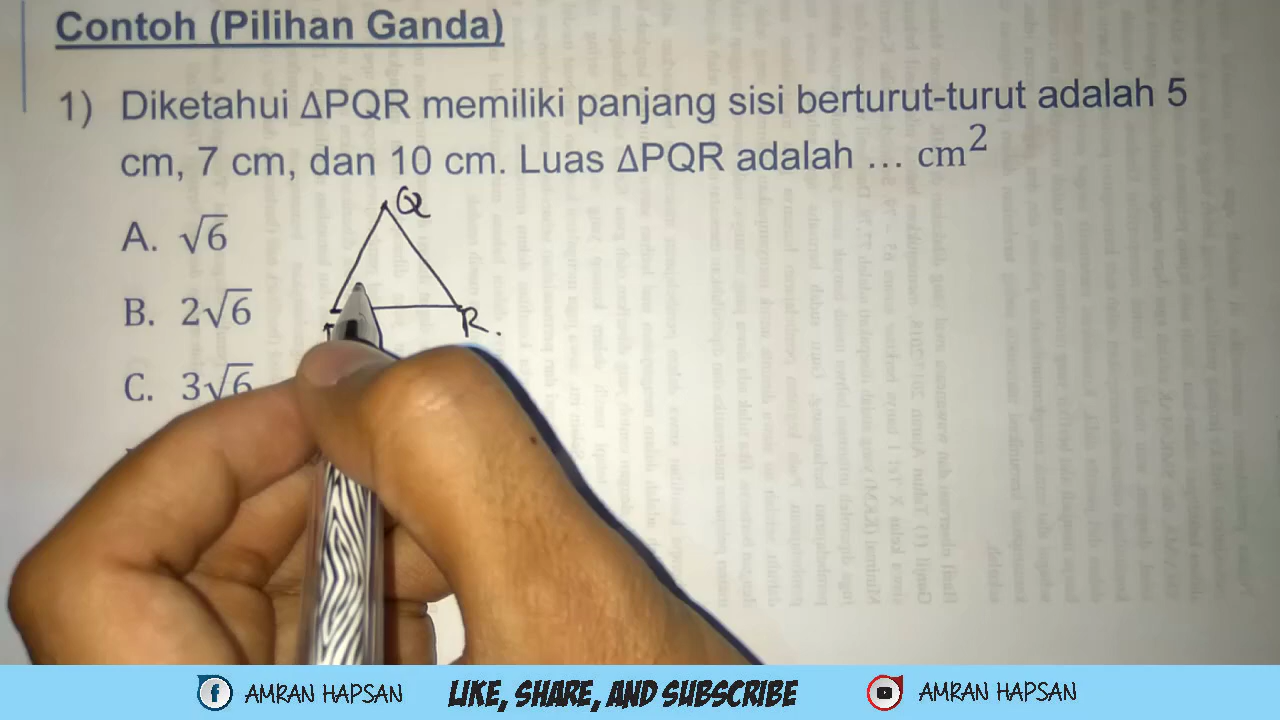 Contoh (Pilihan Ganda)
1) Diketahui ΔPQR memiliki panjang sisi berturut-turut adalah 5
cm, 7 cm, dan 10 cm. Luas ΔPQR adalah ... cm²
Q
A. √6
B. 2√6
R.
C. 3√6
AMRAN HAPSAN LIKE, SHARE, AND SUBSCRIBE AMRAN HAPSAN